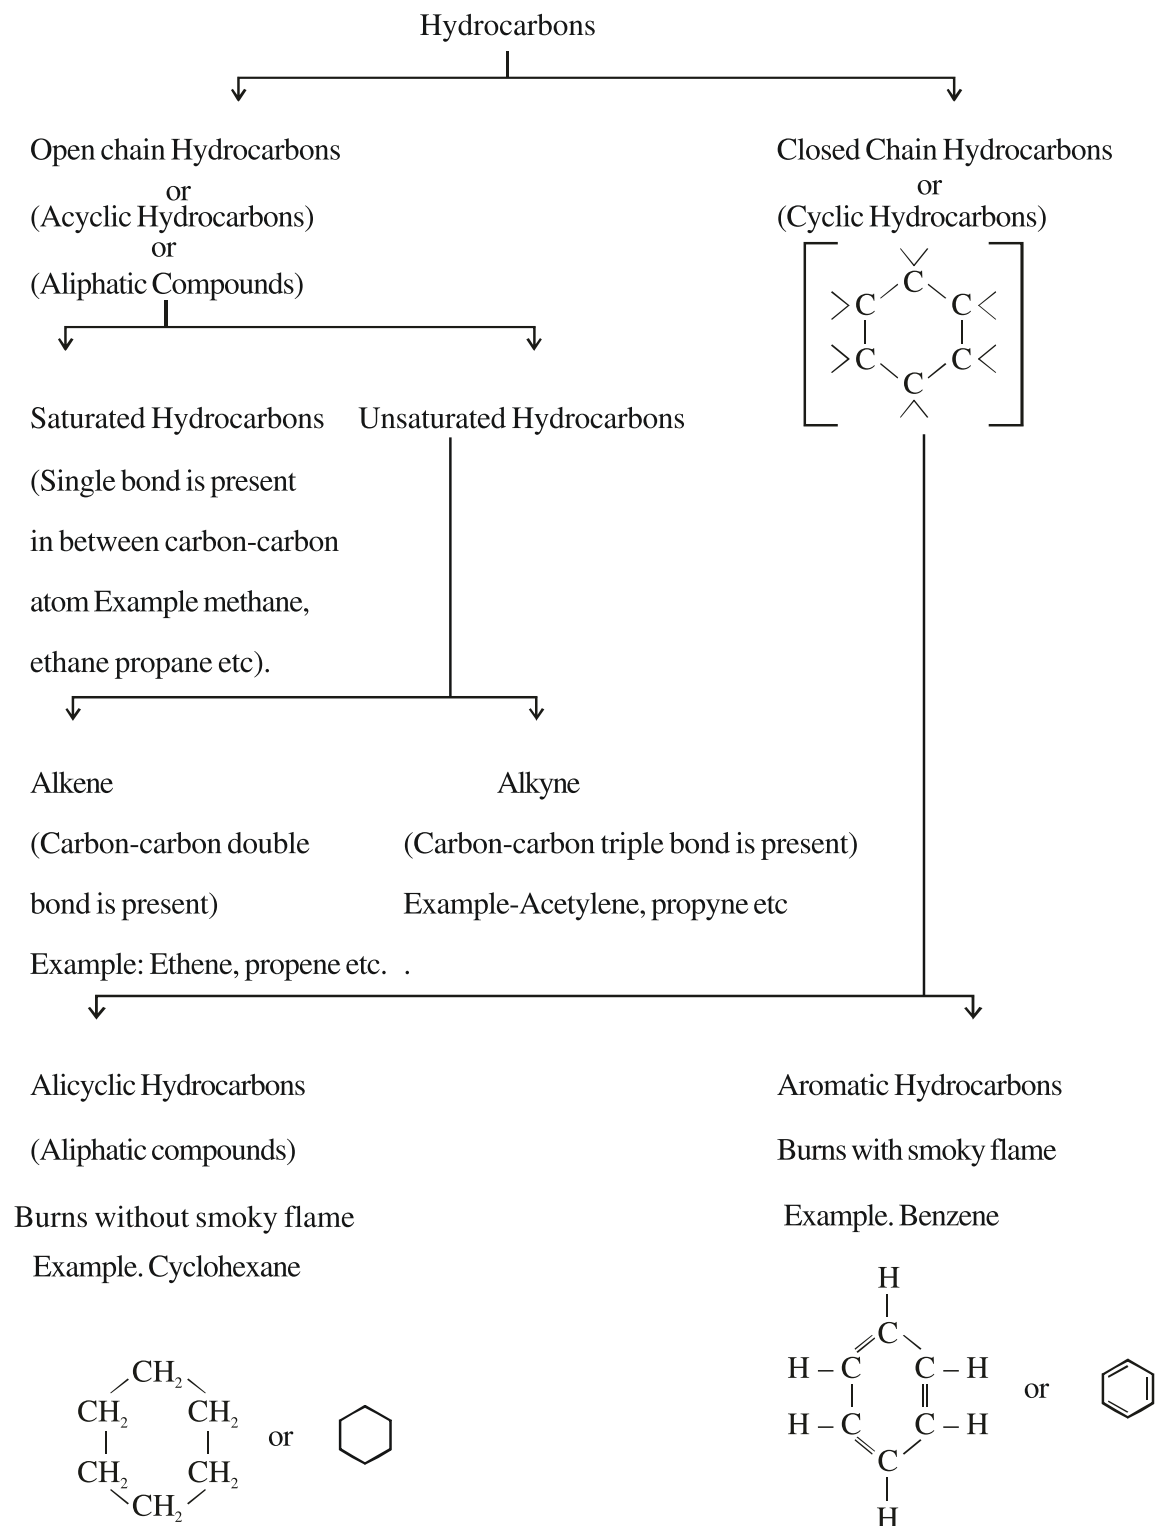 Hydrocarbons
Open chain Hydrocarbons
or
(Acyclic Hydrocarbons)
or
(Aliphatic Compounds)
Closed Chain Hydrocarbons
or
(Cyclic Hydrocarbons)
C
C C
C C
C
Saturated Hydrocarbons
(Single bond is present
in between carbon-carbon
atom Example methane,
ethane propane etc).
Unsaturated Hydrocarbons
Alkene
(Carbon-carbon double
bond is present)
Example: Ethene, propene etc. .
Alkyne
(Carbon-carbon triple bond is present)
Example-Acetylene, propyne etc
Alicyclic Hydrocarbons
(Aliphatic compounds)
Burns without smoky flame
Example. Cyclohexane
CH₂
CH₂ CH₂
or
CH₂ CH₂
CH₂
Aromatic Hydrocarbons
Burns with smoky flame
Example. Benzene
H
C
H – C C – H
or
H – C C – H
C
H